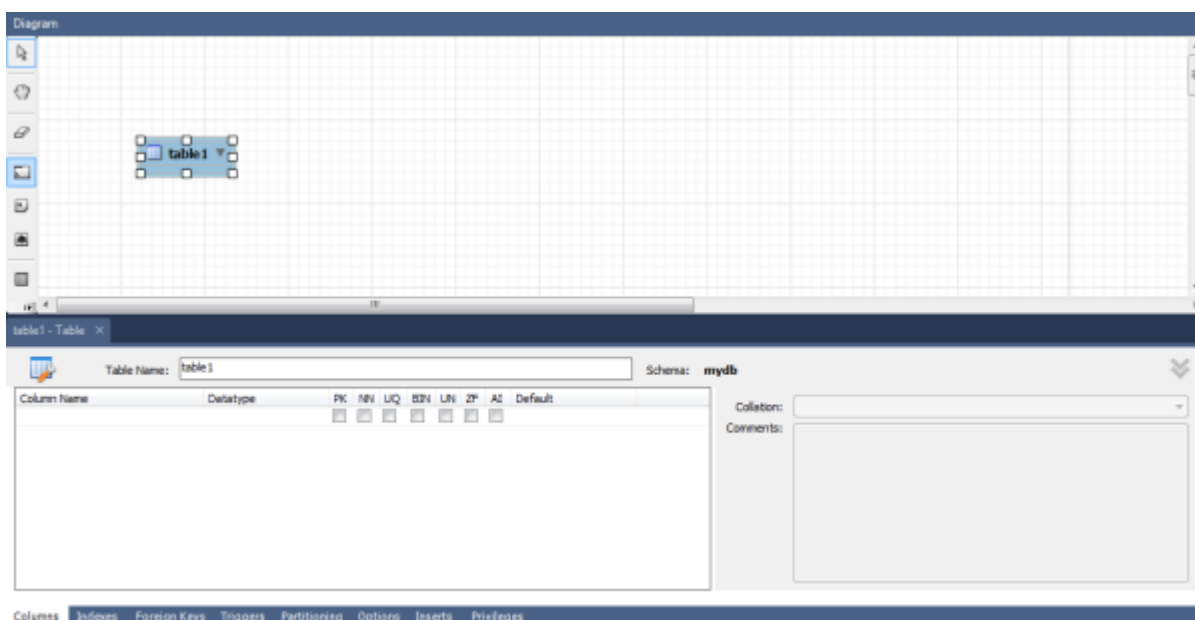 Diagram
table1
table1 - Table ×
Table Name: table1 Schema: mydb
Column Name Datatype PK NN UQ BIN UN ZF AI Default
Collation:
Comments:
Columns Indexes Foreign Keys Triggers Partitioning Options Inserts Privileges